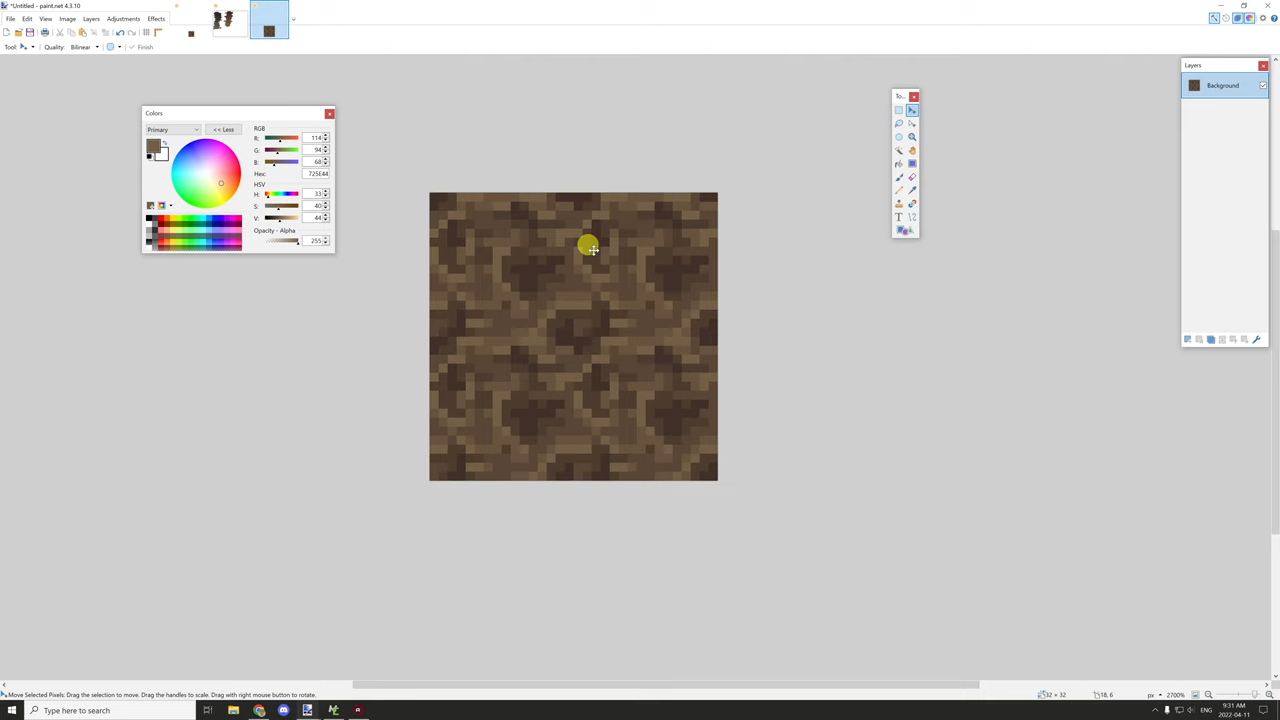 *Untitled - paint.net 4.3.10
File Edit View Image Layers Adjustments Effects
Tool: Quality: Bilinear Finish
Layers
Background
To...
Colors
Primary << Less
RGB
R: 114
G: 94
B: 68
Hex: 725E44
HSV
H: 33
S: 40
V: 44
Opacity - Alpha
255
Move Selected Pixels: Drag the selection to move. Drag the handles to scale. Drag with right mouse button to rotate.
32 × 32
18, 6
px
2700%
Type here to search
ENG
9:31 AM
2022-04-11